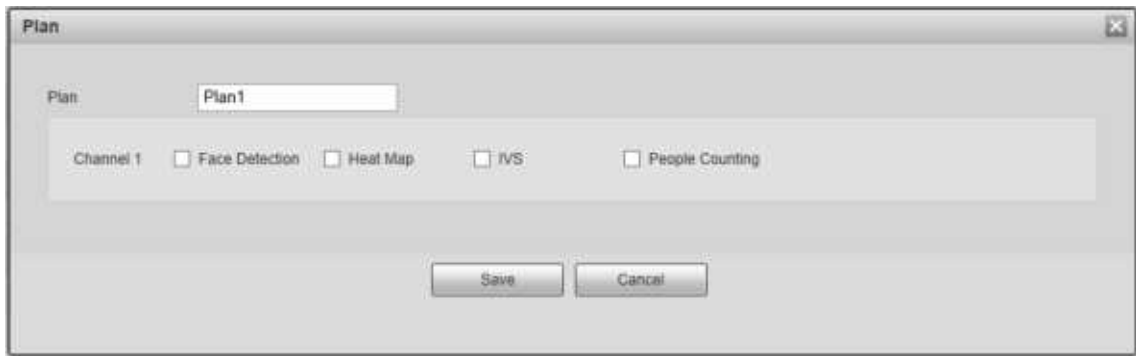 Plan
Plan Plan1
Channel 1 Face Detection Heat Map IVS People Counting
Save Cancel